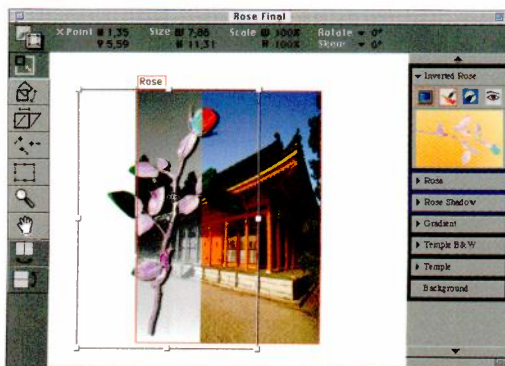 Rose Final
X Point 1,35 Size W 7,66 Scale W 100% Rotate 0°
Y 5,59 H 11,31 H 100% Skew 0°
Rose
Inverted Rose
Rose
Rose Shadow
Gradient
Temple B&W
Temple
Background